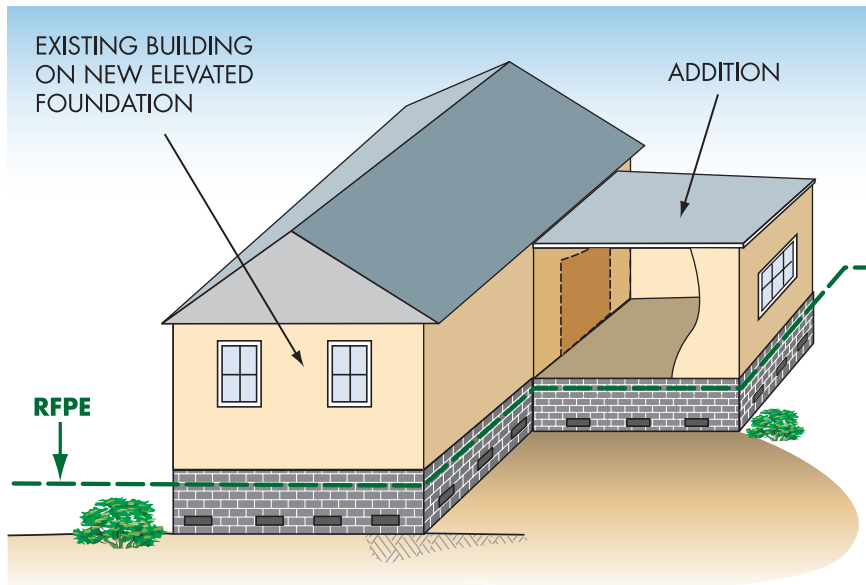 EXISTING BUILDING
ON NEW ELEVATED
FOUNDATION
ADDITION
RFPE